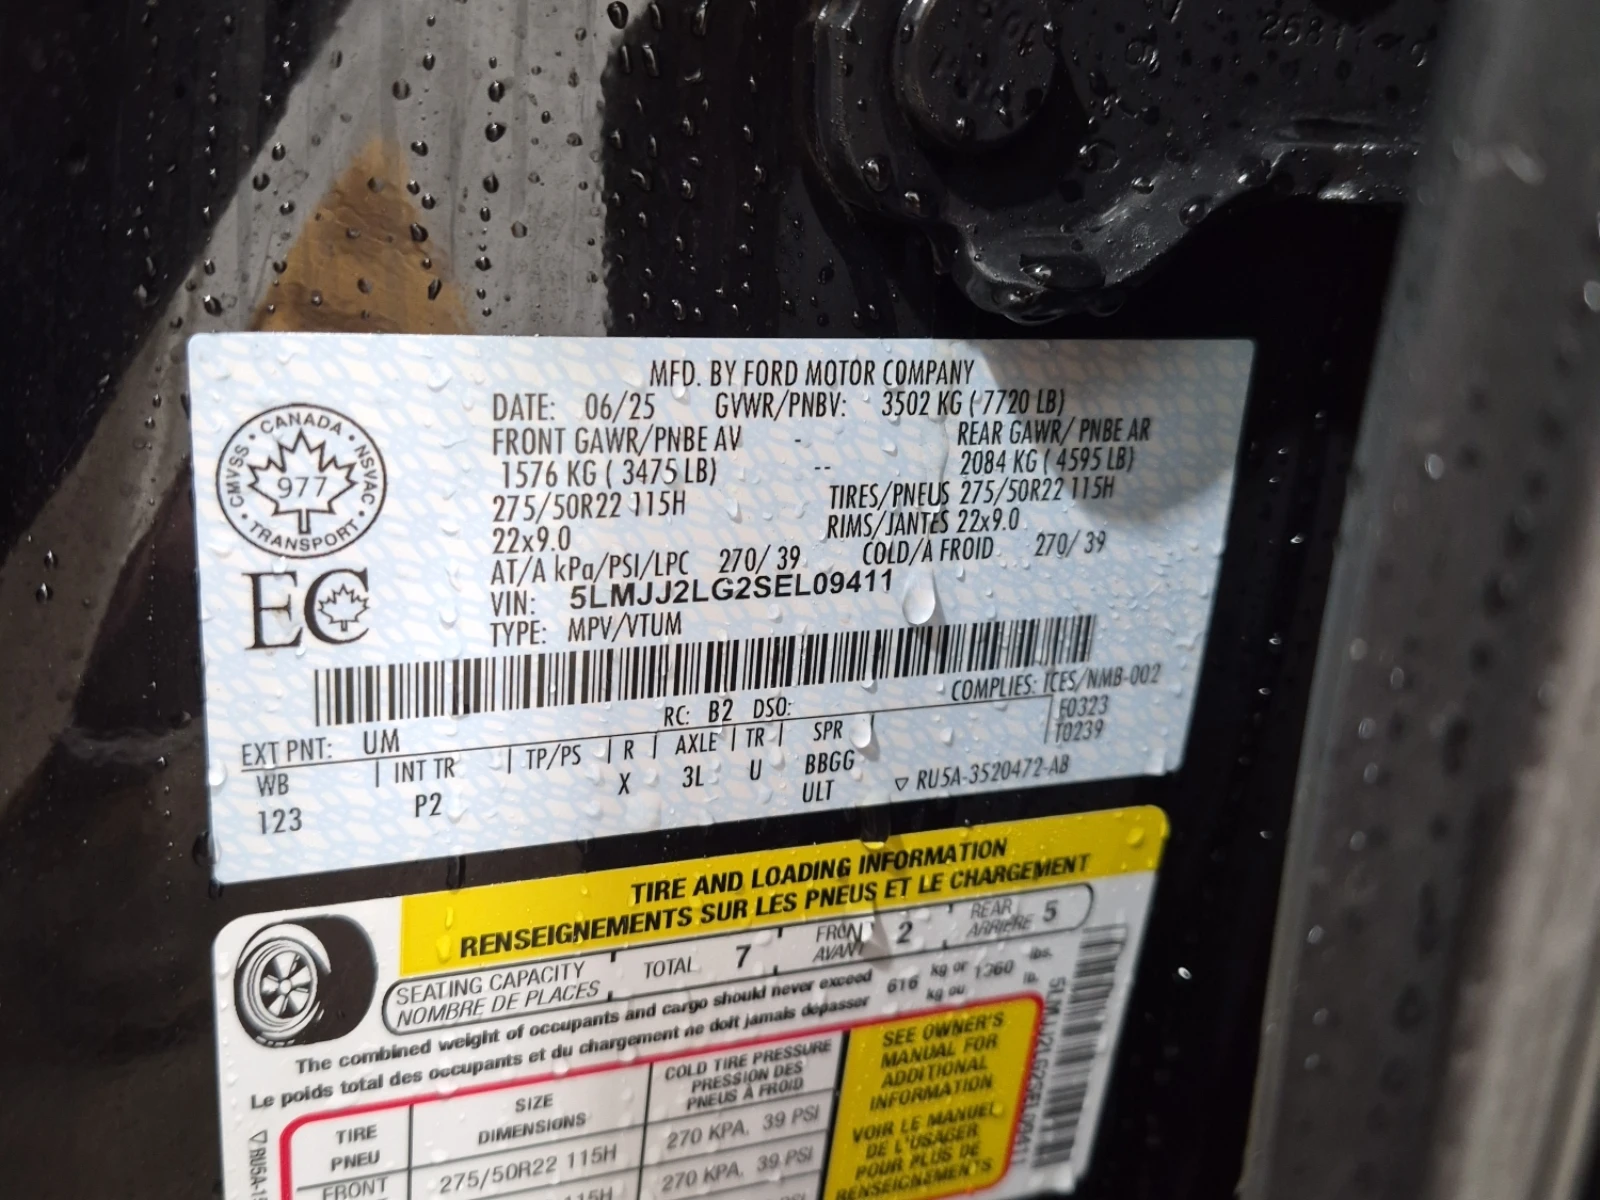 MFD. BY FORD MOTOR COMPANY
DATE: 06/25 GVWR/PNBV: 3502 KG ( 7720 LB)
FRONT GAWR/PNBE AV - REAR GAWR/ PNBE AR
1576 KG ( 3475 LB) -- 2084 KG ( 4595 LB)
275/50R22 115H TIRES/PNEUS 275/50R22 115H
22x9.0 RIMS/JANTES 22x9.0
AT/A kPa/PSI/LPC 270/ 39 COLD/A FROID 270/ 39
VIN: 5LMJJ2LG2SEL09411
TYPE: MPV/VTUM
CANADA
CMVSS 977 NSVAC
TRANSPORT
EC
COMPLIES: ICES/NMB-002
RC: B2 DSO:
F0323
T0239
EXT PNT: UM
WB | INT TR | TP/PS | R | AXLE | TR | SPR
123 P2 X 3L U BBGG
ULT
RU5A-3520472-AB
TIRE AND LOADING INFORMATION
RENSEIGNEMENTS SUR LES PNEUS ET LE CHARGEMENT
SEATING CAPACITY
NOMBRE DE PLACES
TOTAL 7 FRONT
AVANT 2 REAR
ARRIÈRE 5
The combined weight of occupants and cargo should never exceed 616 kg or 1360 lbs.
Le poids total des occupants et du chargement ne doit jamais dépasser kg ou lb.
TIRE
PNEU
SIZE
DIMENSIONS
COLD TIRE PRESSURE
PRESSION DES
PNEUS À FROID
FRONT 275/50R22 115H 270 KPA, 39 PSI
115H 270 KPA, 39 PSI
SEE OWNER'S
MANUAL FOR
ADDITIONAL
INFORMATION
VOIR LE MANUEL
DE L'USAGER
POUR PLUS DE
RENSEIGNEMENTS